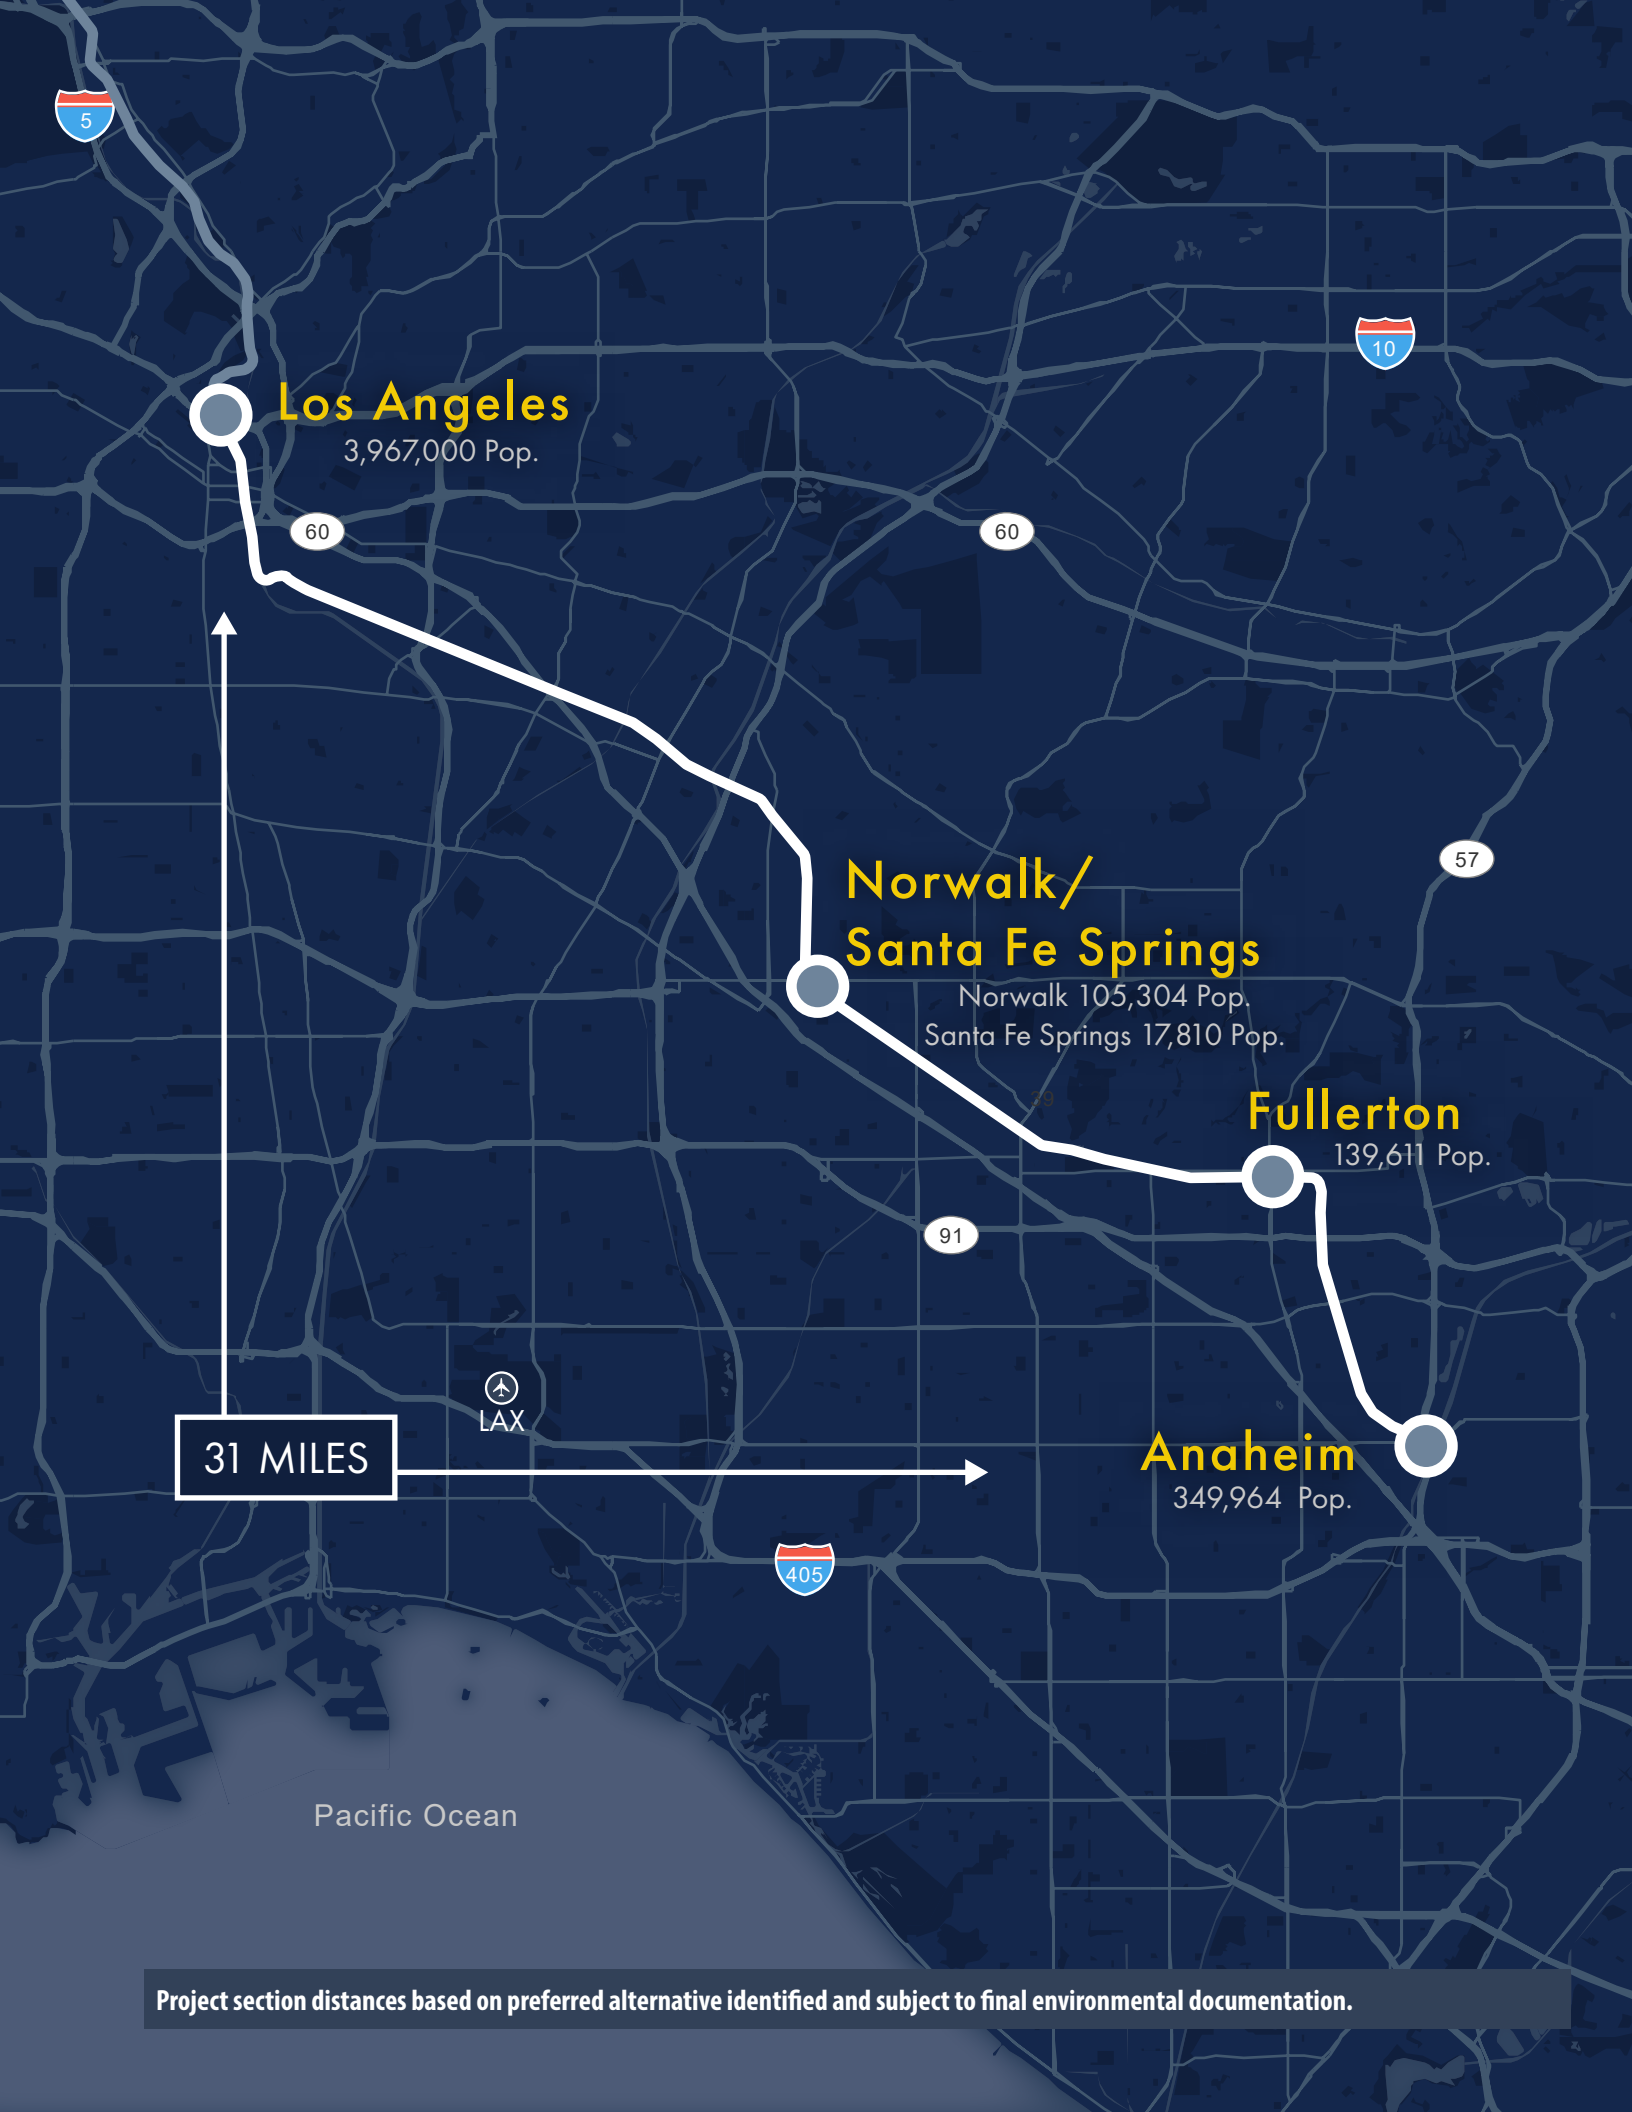 5
10
Los Angeles
3,967,000 Pop.
60
60
57
Norwalk/
Santa Fe Springs
Norwalk 105,304 Pop.
Santa Fe Springs 17,810 Pop.
39
Fullerton
139,611 Pop.
91
LAX
31 MILES
Anaheim
349,964 Pop.
405
Pacific Ocean
Project section distances based on preferred alternative identified and subject to final environmental documentation.